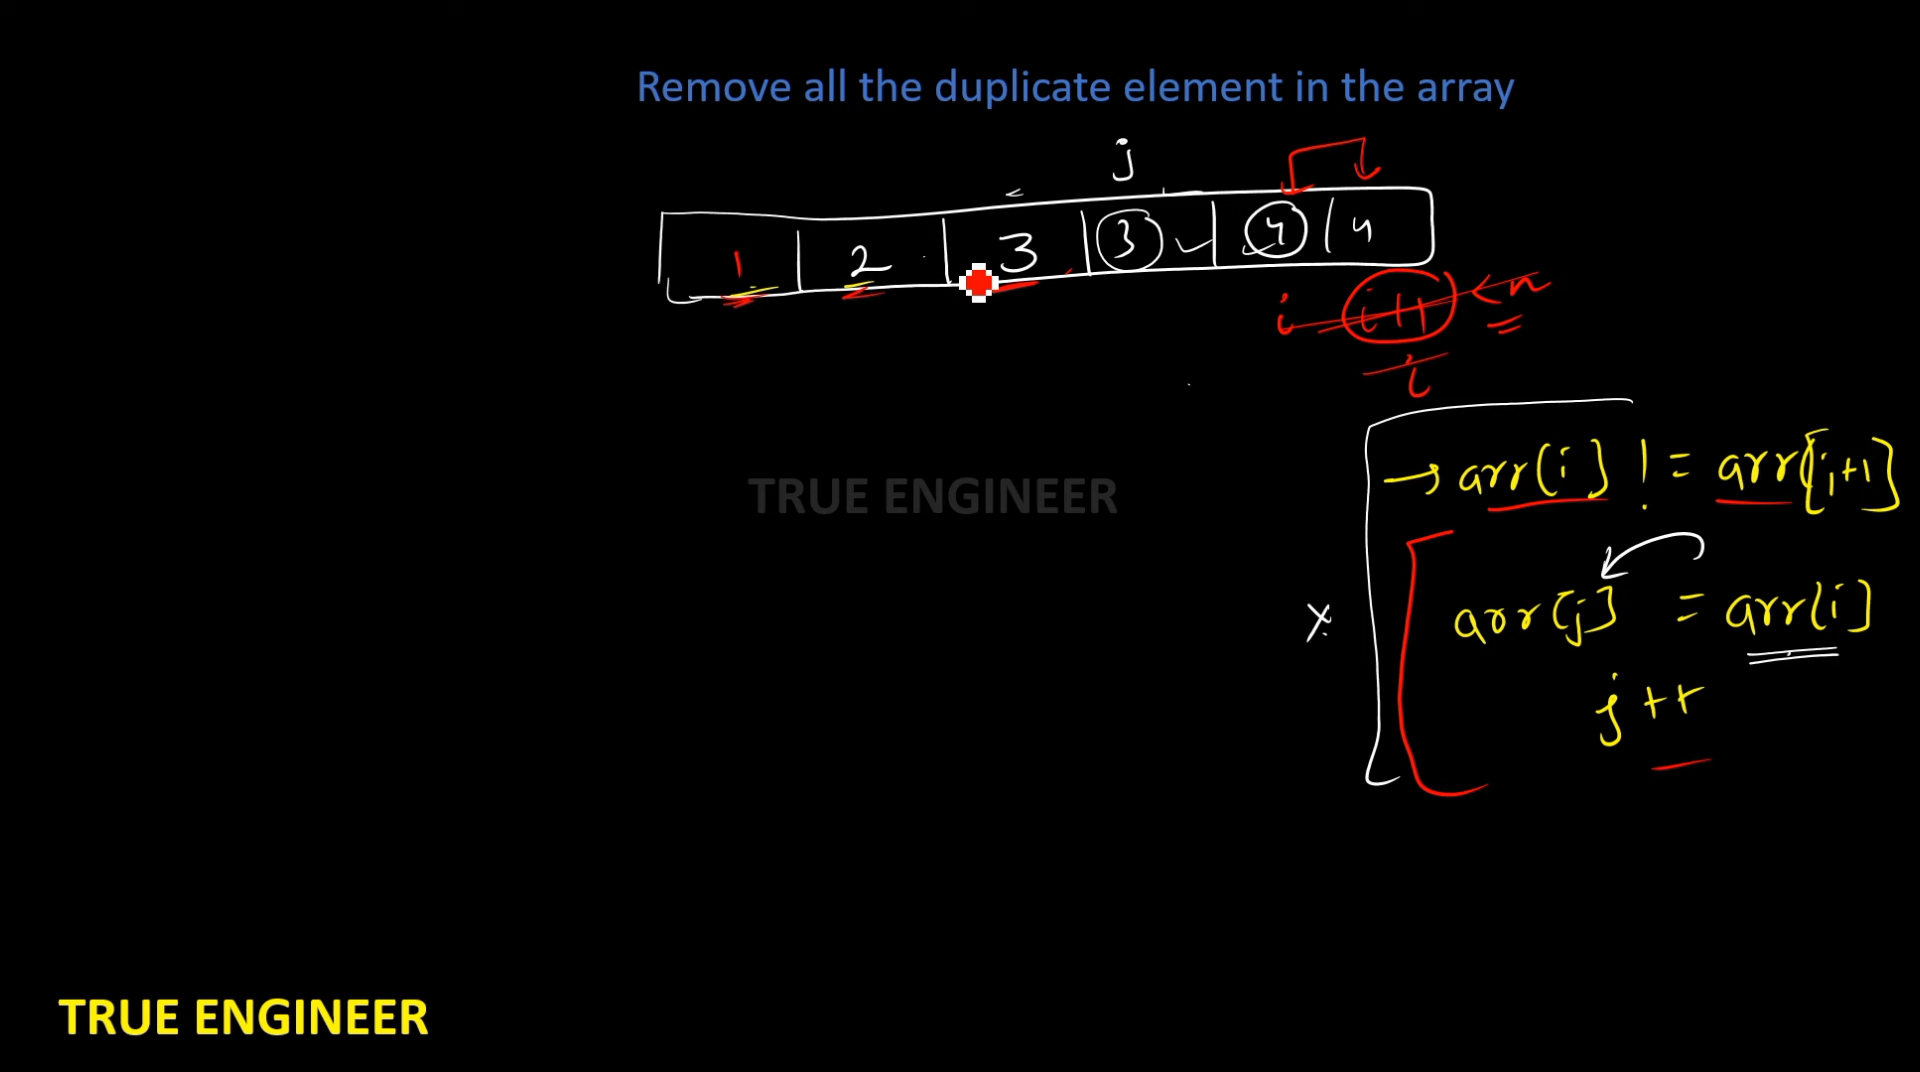 Remove all the duplicate element in the array
j
1 2 3 3 4 4
i i+1 < n
i
→ arr(i) != arr[i+1]
TRUE ENGINEER
arr[j] = arr[i]
x
j++
TRUE ENGINEER